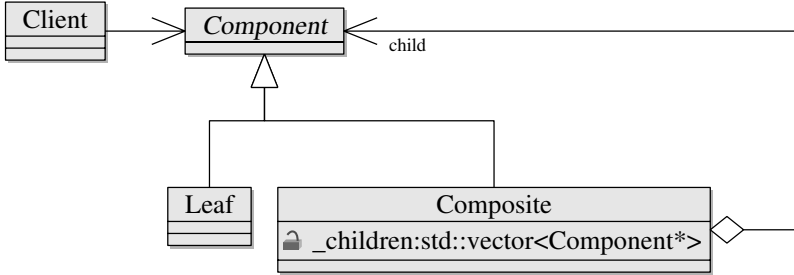 Client
Component
child
Leaf
Composite
_children:std::vector<Component*>